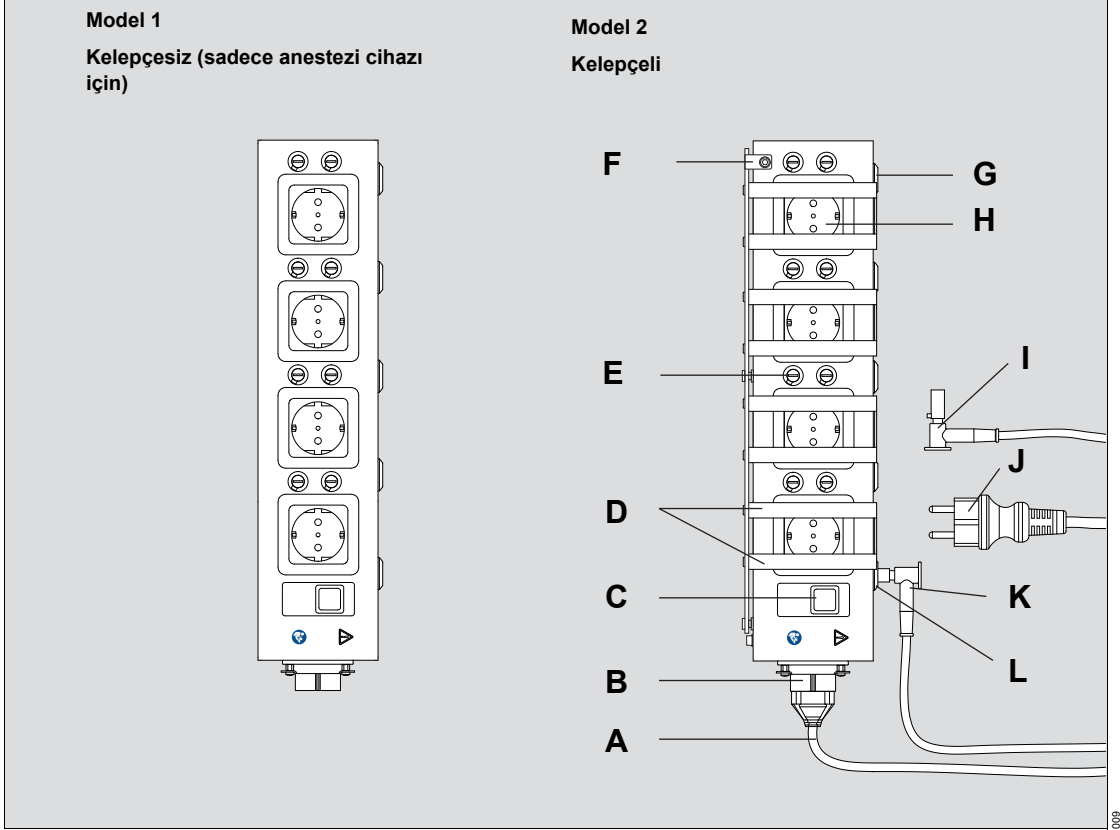 Model 1
Kelepçesiz (sadece anestezi cihazı
için)
Model 2
Kelepçeli
F
G
H
E
I
J
D
C
K
L
B
A
009